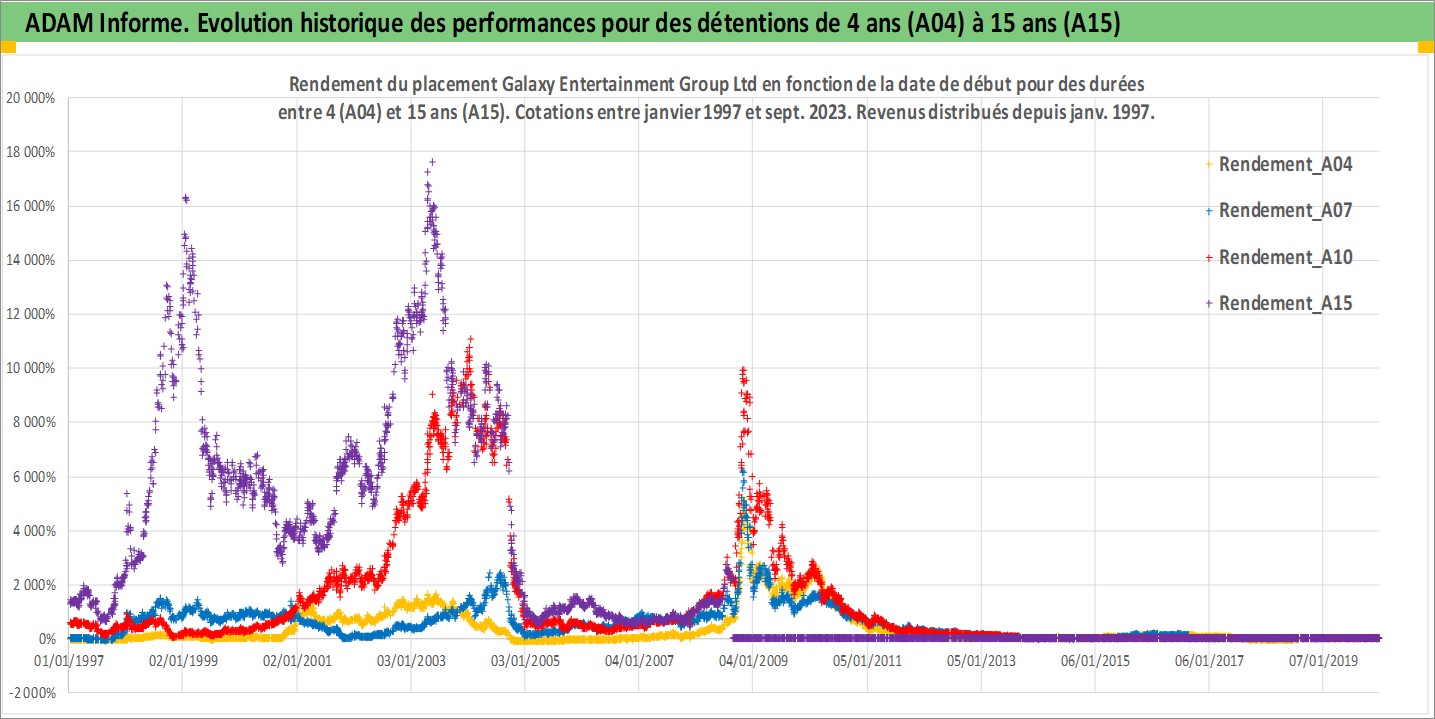 ADAM Informe. Evolution historique des performances pour des détentions de 4 ans (A04) à 15 ans (A15)
Rendement du placement Galaxy Entertainment Group Ltd en fonction de la date de début pour des durées
entre 4 (A04) et 15 ans (A15). Cotations entre janvier 1997 et sept. 2023. Revenus distribués depuis janv. 1997.
20 000%
18 000%
16 000%
14 000%
12 000%
10 000%
8 000%
6 000%
4 000%
2 000%
0%
-2 000%
Rendement_A04
Rendement_A07
Rendement_A10
Rendement_A15
01/01/1997 02/01/1999 02/01/2001 03/01/2003 03/01/2005 04/01/2007 04/01/2009 05/01/2011 05/01/2013 06/01/2015 06/01/2017 07/01/2019